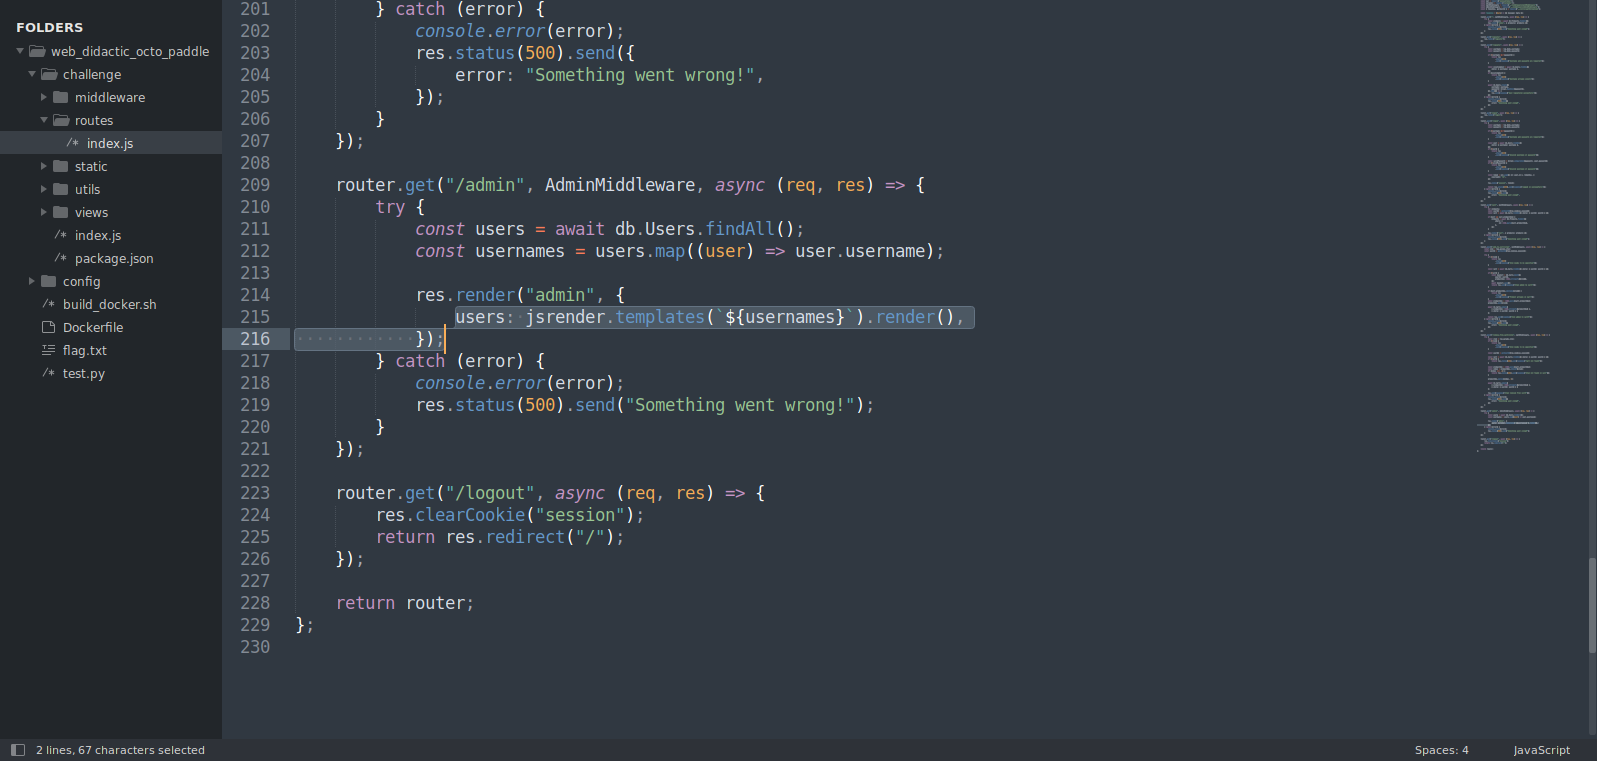 FOLDERS
web_didactic_octo_paddle
challenge
middleware
routes
/* index.js
static
utils
views
/* index.js
/* package.json
config
/* build_docker.sh
Dockerfile
flag.txt
/* test.py
201 } catch (error) {
202 console.error(error);
203 res.status(500).send({
204 error: "Something went wrong!",
205 });
206 }
207 });
208
209 router.get("/admin", AdminMiddleware, async (req, res) => {
210 try {
211 const users = await db.Users.findAll();
212 const usernames = users.map((user) => user.username);
213
214 res.render("admin", {
215 users: jsrender.templates(`${usernames}`).render(),
216 });
217 } catch (error) {
218 console.error(error);
219 res.status(500).send("Something went wrong!");
220 }
221 });
222
223 router.get("/logout", async (req, res) => {
224 res.clearCookie("session");
225 return res.redirect("/");
226 });
227
228 return router;
229 };
230
2 lines, 67 characters selected
Spaces: 4
JavaScript